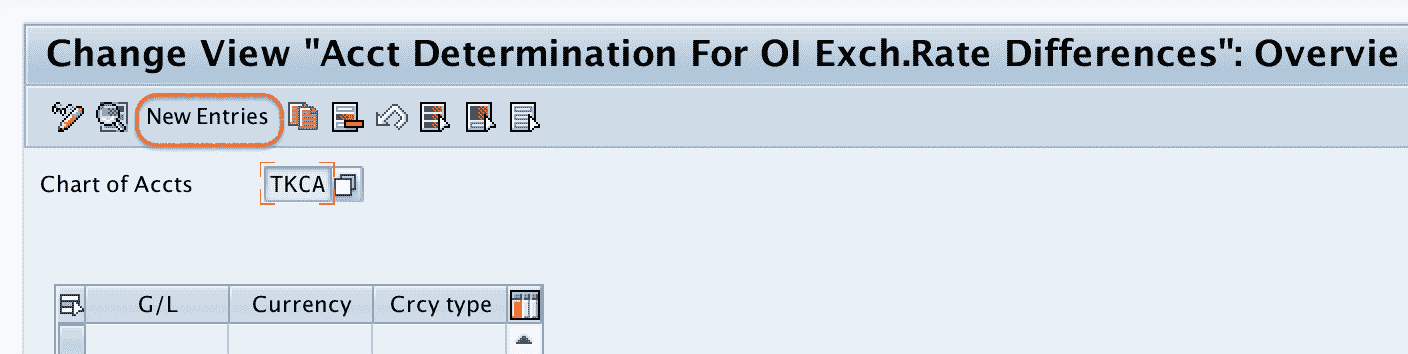 Change View "Acct Determination For OI Exch.Rate Differences": Overvie
New Entries
Chart of Accts TKCA
G/L Currency Crcy type